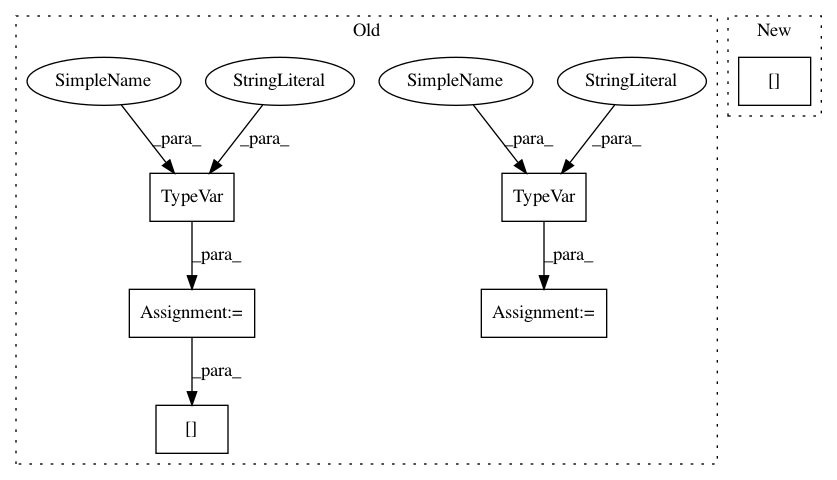 Old
New
SimpleName
StringLiteral
SimpleName
StringLiteral
[]
_para_
_para_
_para_
_para_
TypeVar
TypeVar
_para_
_para_
Assignment:=
Assignment:=
_para_
[]